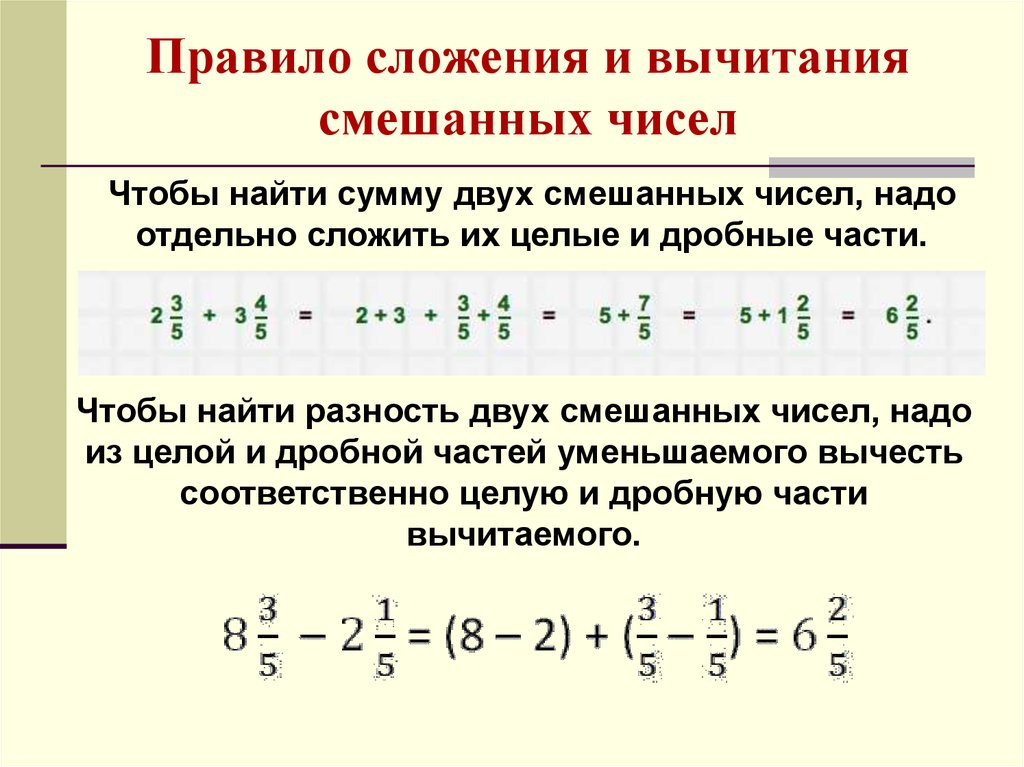 Правило сложения и вычитания
смешанных чисел
Чтобы найти сумму двух смешанных чисел, надо
отдельно сложить их целые и дробные части.
2 3/5 + 3 4/5 = 2 + 3 + 3/5 + 4/5 = 5 + 7/5 = 5 + 1 2/5 = 6 2/5 .
Чтобы найти разность двух смешанных чисел, надо
из целой и дробной частей уменьшаемого вычесть
соответственно целую и дробную части
вычитаемого.
8 3/5 − 2 1/5 = (8 − 2) + (3/5 − 1/5) = 6 2/5